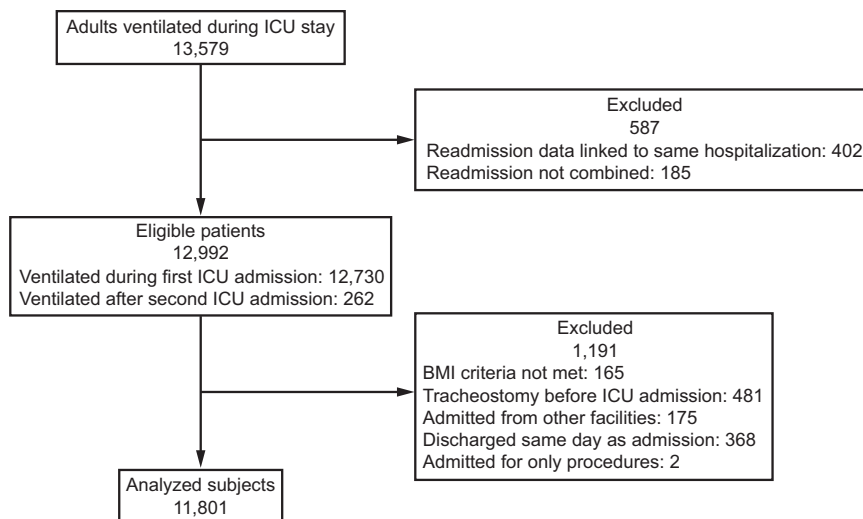 Adults ventilated during ICU stay
13,579
Excluded
587
Readmission data linked to same hospitalization: 402
Readmission not combined: 185
Eligible patients
12,992
Ventilated during first ICU admission: 12,730
Ventilated after second ICU admission: 262
Excluded
1,191
BMI criteria not met: 165
Tracheostomy before ICU admission: 481
Admitted from other facilities: 175
Discharged same day as admission: 368
Admitted for only procedures: 2
Analyzed subjects
11,801